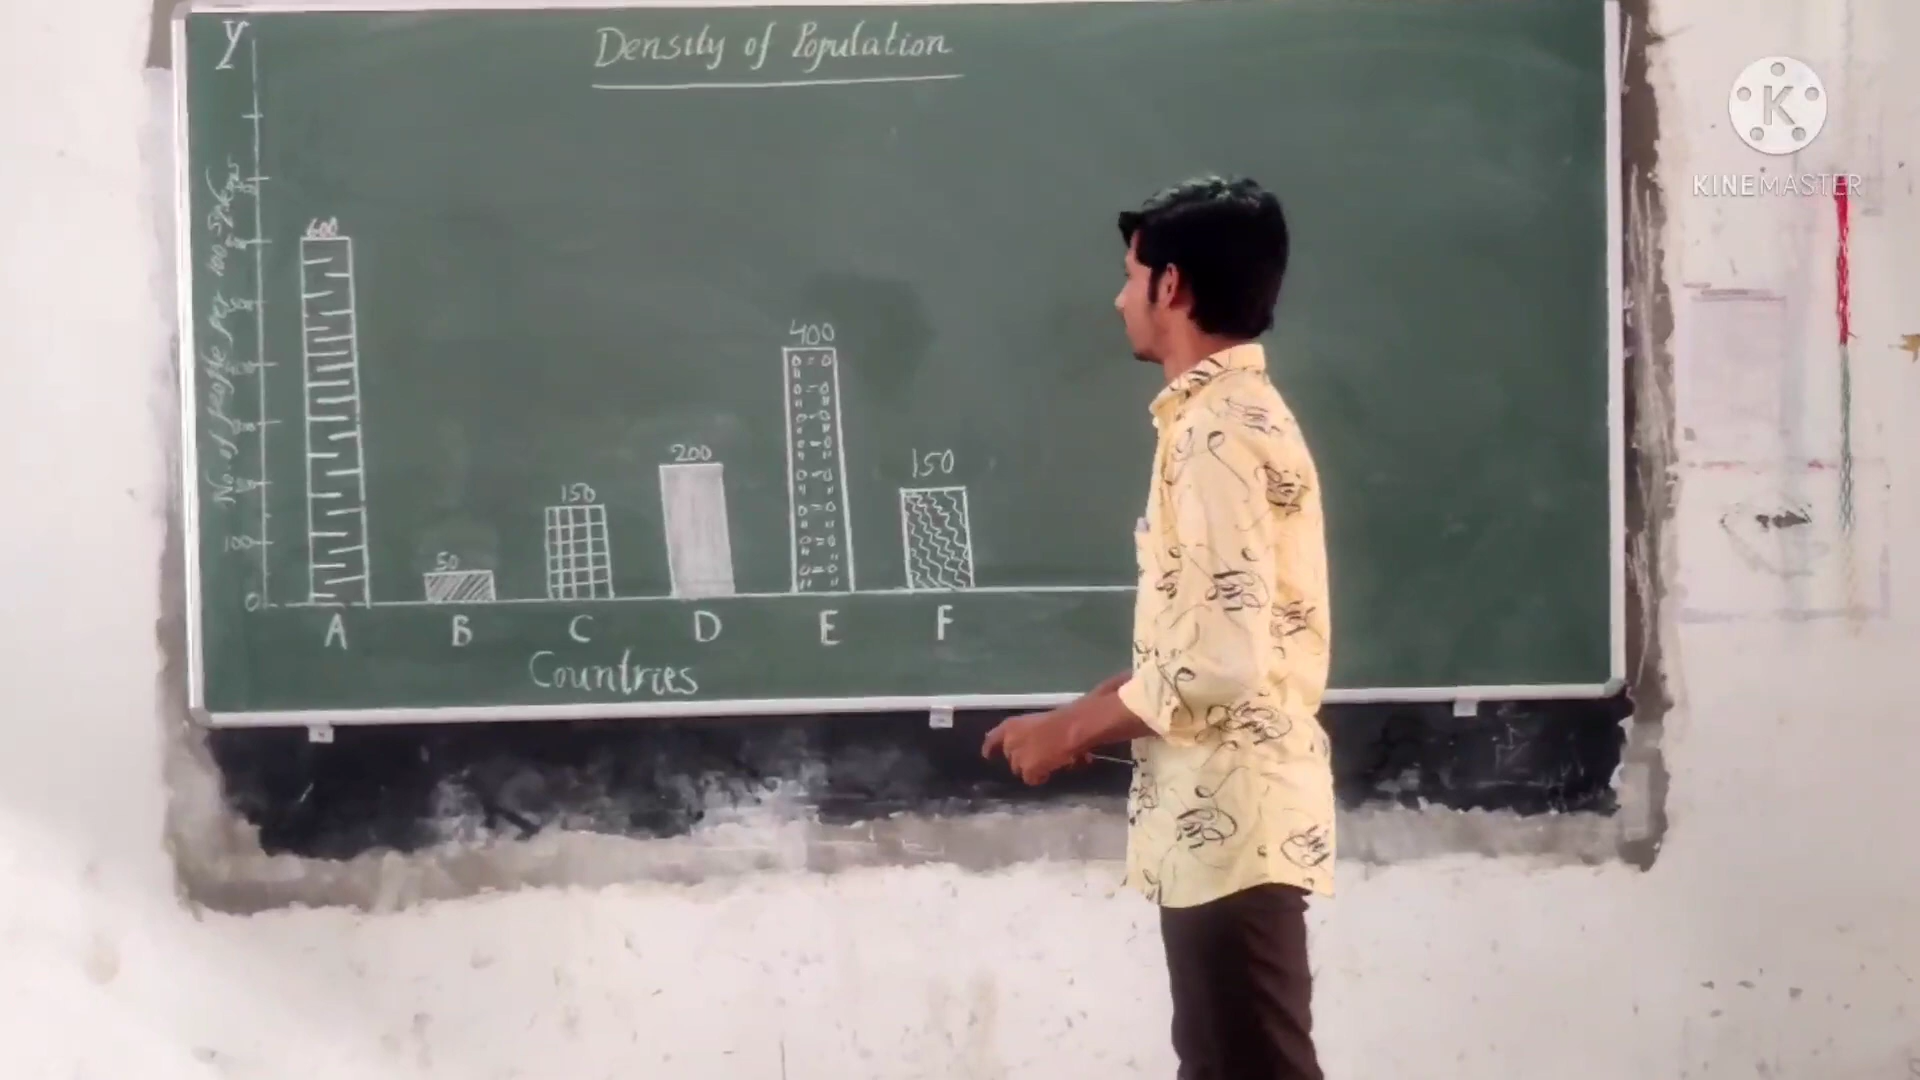 Y
Density of Population
No. of people per 100 Sq
600
50
150
200
400
150
100
0
A B C D E F
Countries
K
KINEMASTER